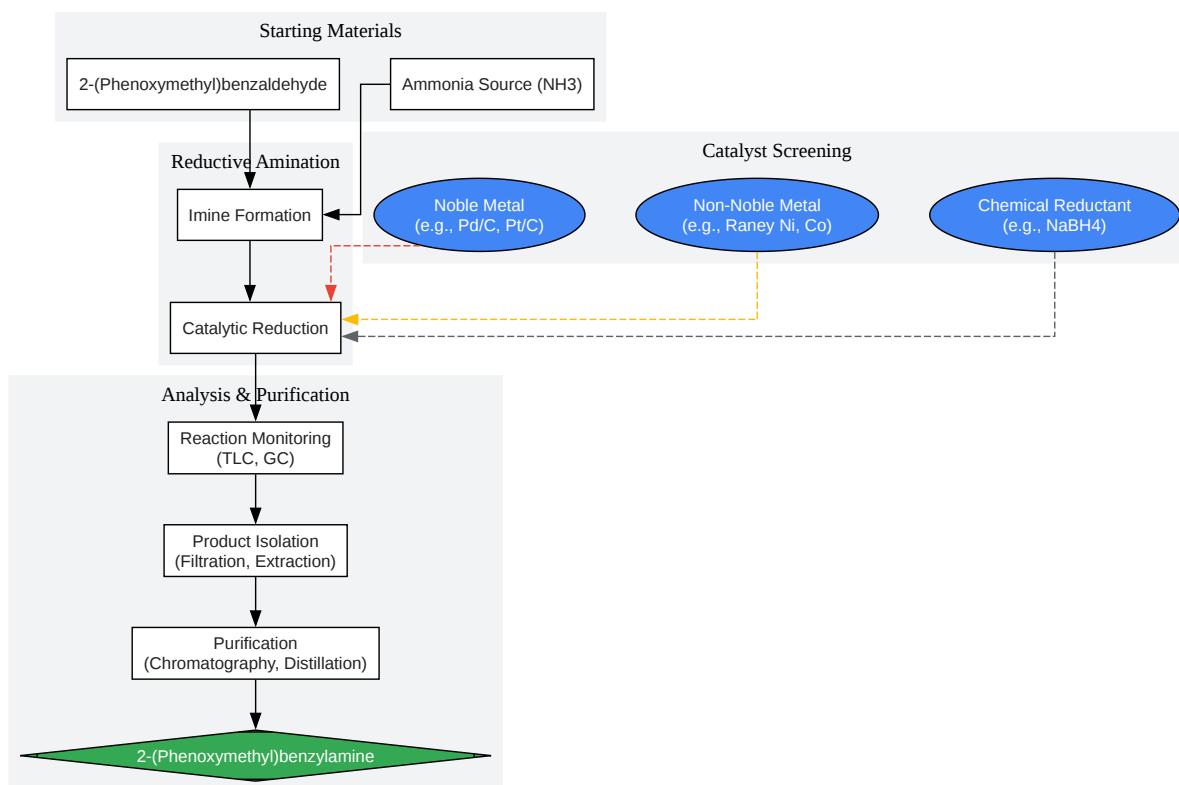 Starting Materials
2-(Phenoxymethyl)benzaldehyde
Ammonia Source (NH3)
Reductive Amination
Catalyst Screening
Imine Formation
Noble Metal
(e.g., Pd/C, Pt/C)
Non-Noble Metal
(e.g., Raney Ni, Co)
Chemical Reductant
(e.g., NaBH4)
Catalytic Reduction
Analysis & Purification
Reaction Monitoring
(TLC, GC)
Product Isolation
(Filtration, Extraction)
Purification
(Chromatography, Distillation)
2-(Phenoxymethyl)benzylamine